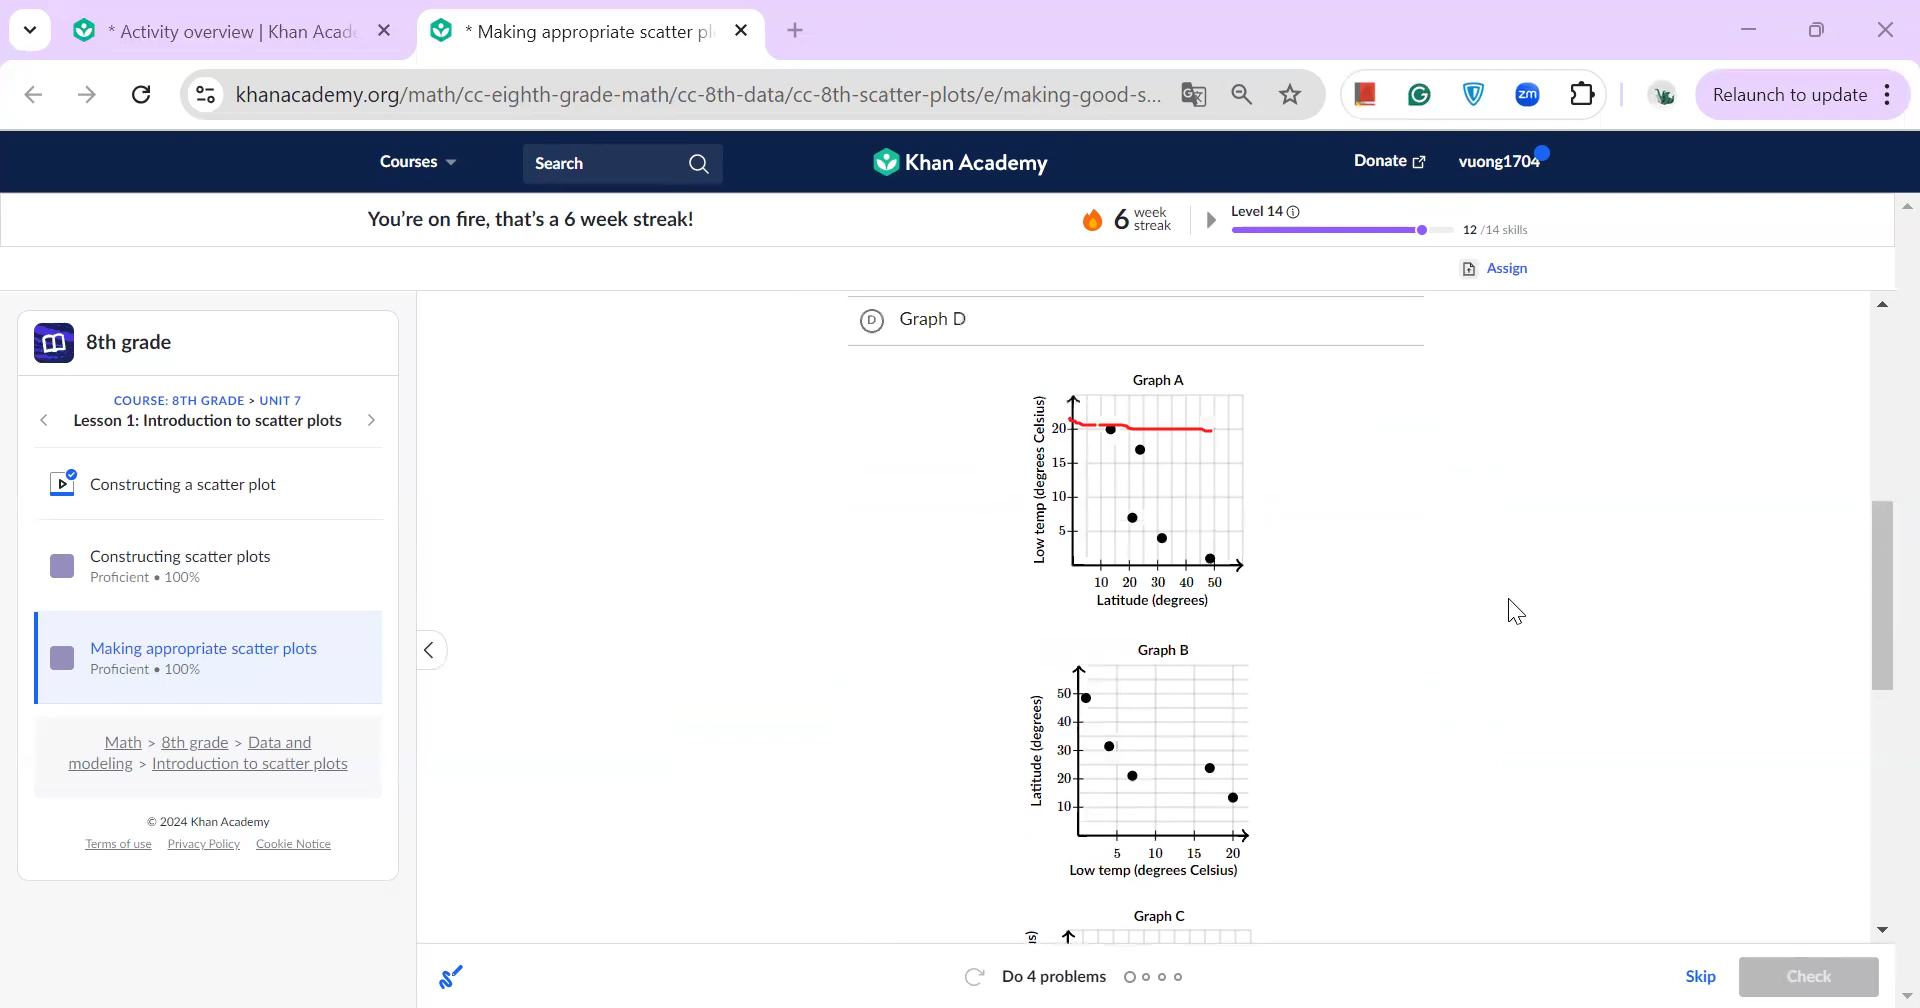 * Activity overview | Khan Acade
* Making appropriate scatter pl
khanacademy.org/math/cc-eighth-grade-math/cc-8th-data/cc-8th-scatter-plots/e/making-good-s...
zm
Relaunch to update
Courses
Search
Khan Academy
Donate
vuong1704
You're on fire, that's a 6 week streak!
6 week streak
Level 14
12 /14 skills
Assign
8th grade
COURSE: 8TH GRADE > UNIT 7
Lesson 1: Introduction to scatter plots
Constructing a scatter plot
Constructing scatter plots
Proficient • 100%
Making appropriate scatter plots
Proficient • 100%
Math > 8th grade > Data and
modeling > Introduction to scatter plots
© 2024 Khan Academy
Terms of use Privacy Policy Cookie Notice
D Graph D
Graph A
Low temp (degrees Celsius)
20
15
10
5
10 20 30 40 50
Latitude (degrees)
Graph B
Latitude (degrees)
50
40
30
20
10
5 10 15 20
Low temp (degrees Celsius)
Graph C
us)
Do 4 problems
Skip
Check